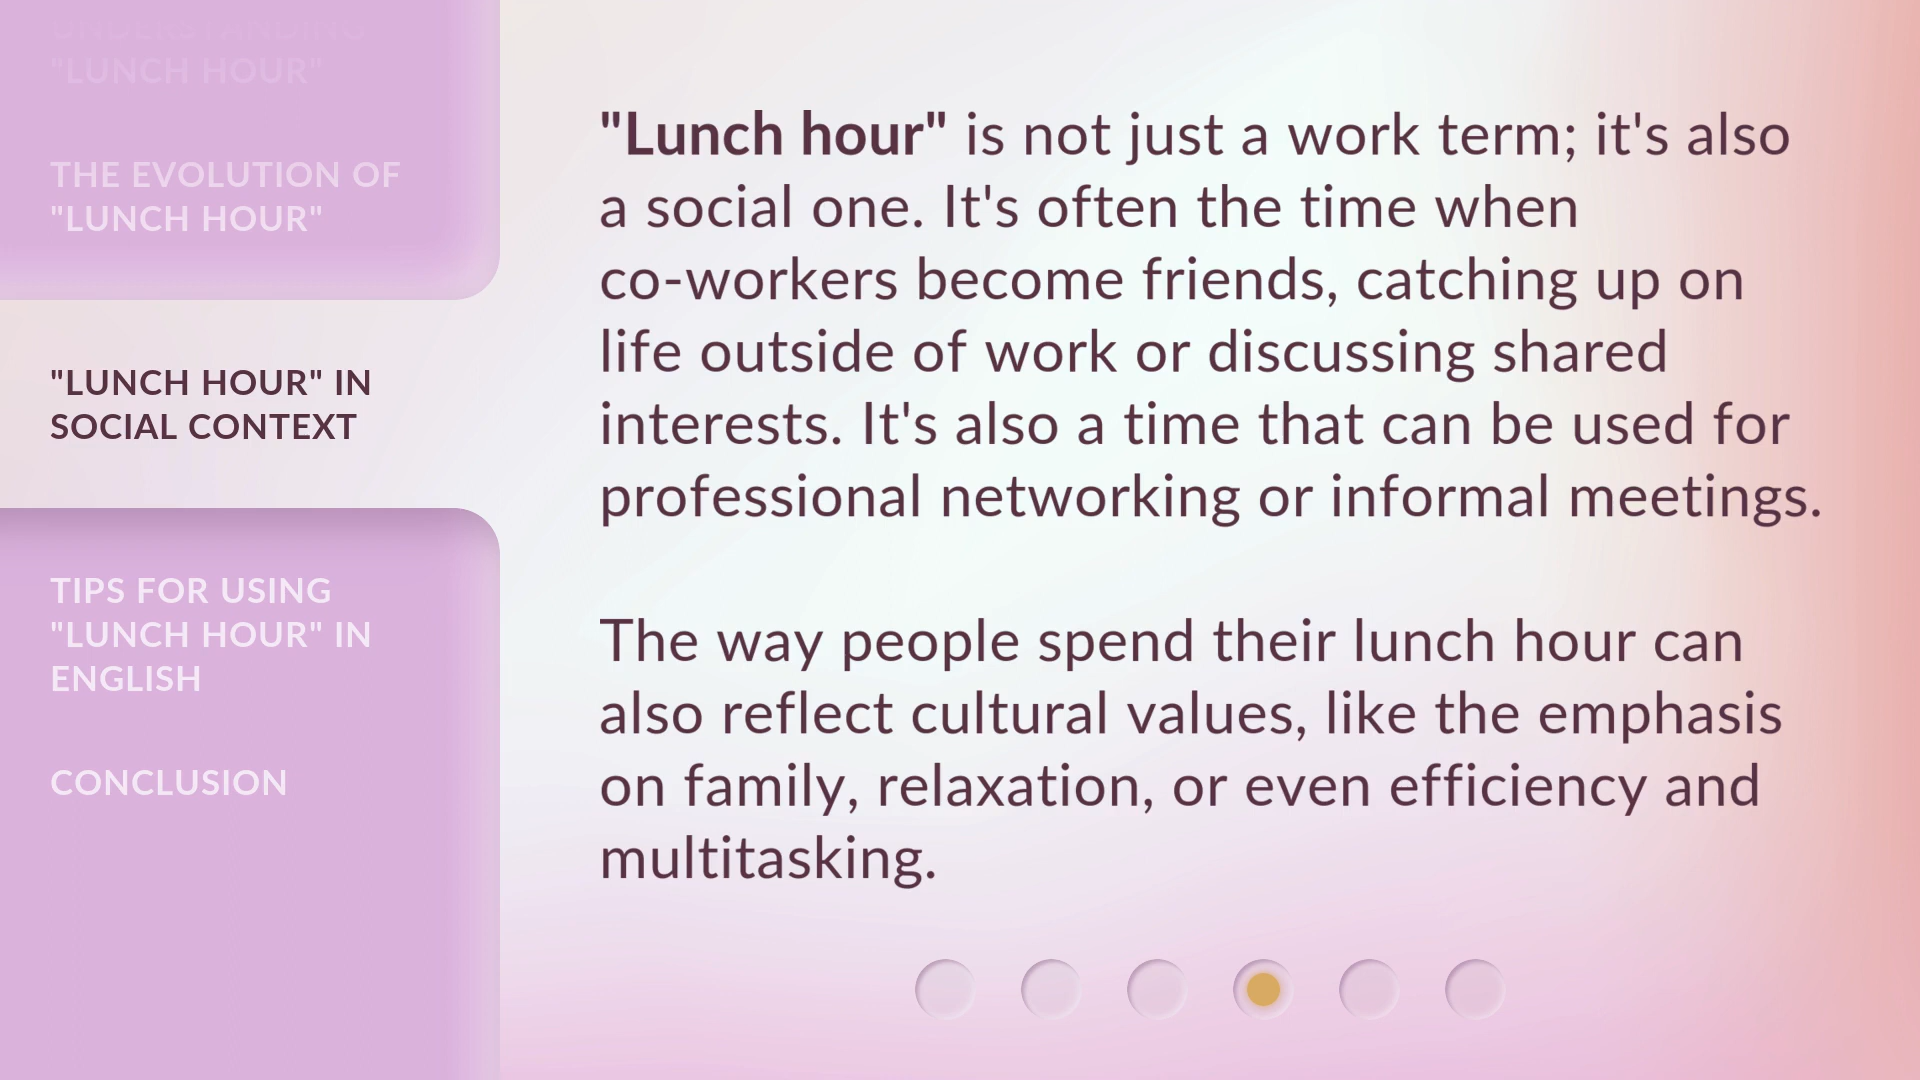 UNDERSTANDING
"LUNCH HOUR"
THE EVOLUTION OF
"LUNCH HOUR"
"LUNCH HOUR" IN
SOCIAL CONTEXT
TIPS FOR USING
"LUNCH HOUR" IN
ENGLISH
CONCLUSION
"Lunch hour" is not just a work term; it's also
a social one. It's often the time when
co-workers become friends, catching up on
life outside of work or discussing shared
interests. It's also a time that can be used for
professional networking or informal meetings.
The way people spend their lunch hour can
also reflect cultural values, like the emphasis
on family, relaxation, or even efficiency and
multitasking.